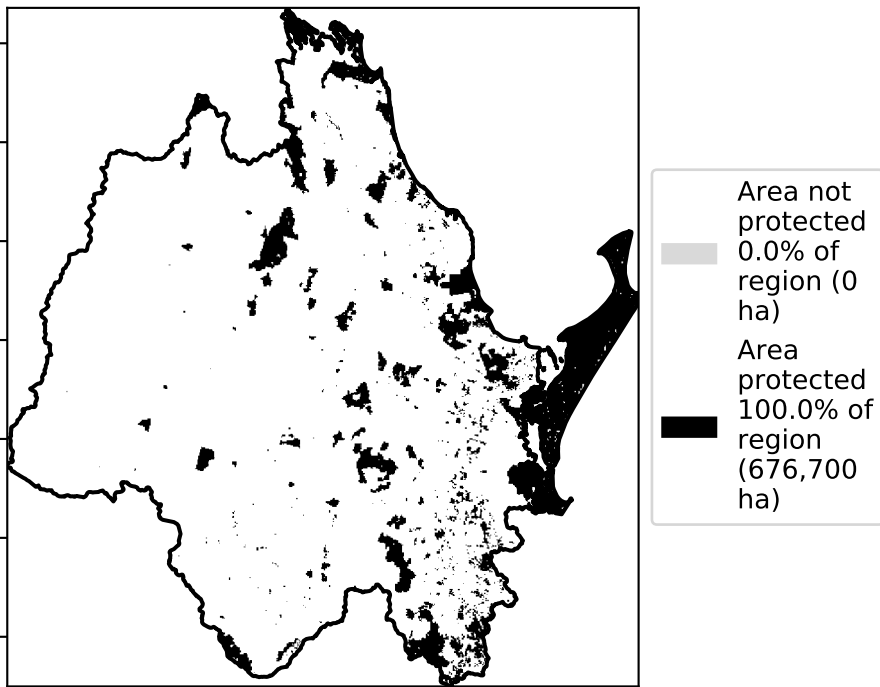 Area not
protected
0.0% of
region (0
ha)
Area
protected
100.0% of
region
(676,700
ha)